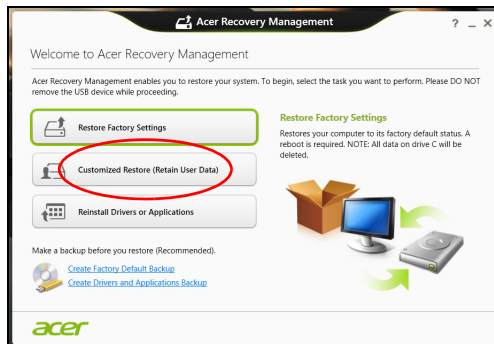 Acer Recovery Management
Welcome to Acer Recovery Management
Acer Recovery Management enables you to restore your system. To begin, select the task you want to perform. Please DO NOT
remove the USB device while proceeding.
Restore Factory Settings
Customized Restore (Retain User Data)
Reinstall Drivers or Applications
Restore Factory Settings
Restores your computer to its factory default status. A
reboot is required. NOTE: All data on drive C will be
deleted.
Make a backup before you restore (Recommended).
Create Factory Default Backup
Create Drivers and Applications Backup
acer